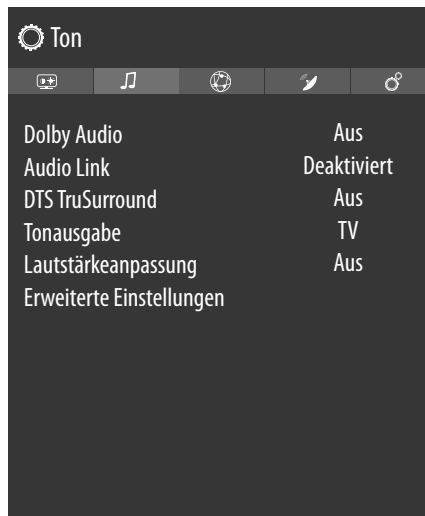 Ton
Dolby Audio Aus
Audio Link Deaktiviert
DTS TruSurround Aus
Tonausgabe TV
Lautstärkeanpassung Aus
Erweiterte Einstellungen